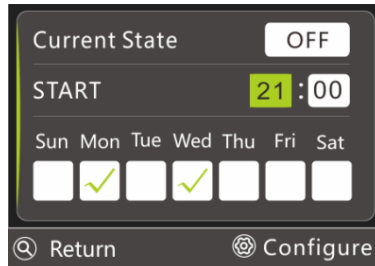 Current State OFF
START 21:00
Sun Mon Tue Wed Thu Fri Sat
Return Configure